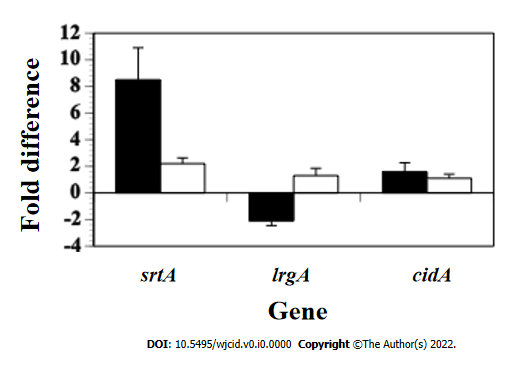 12
10
8
6
4
2
0
-2
-4
Fold difference
srtA lrgA cidA
Gene
DOI: 10.5495/wjcid.v0.i0.0000 Copyright ©The Author(s) 2022.